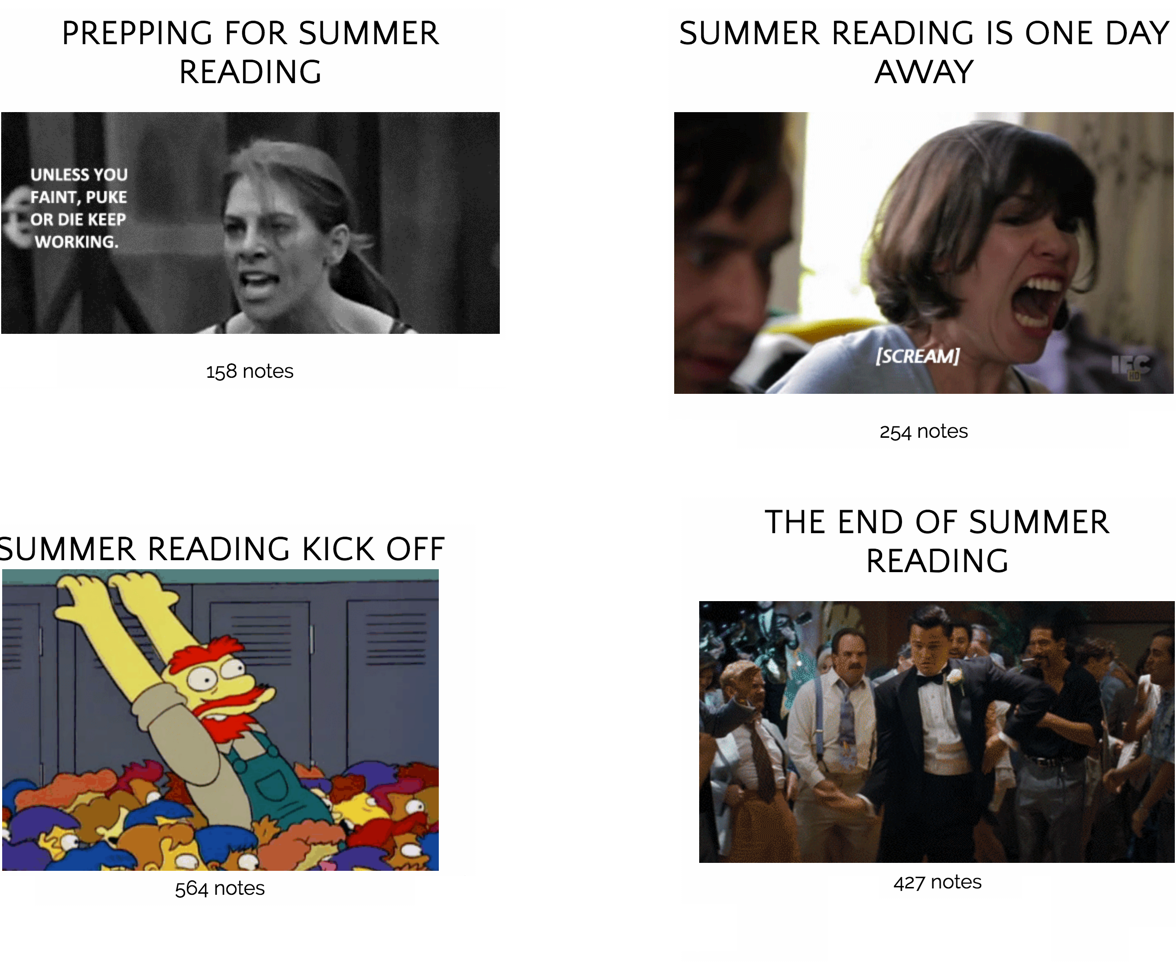 PREPPING FOR SUMMER
READING
UNLESS YOU
FAINT, PUKE
OR DIE KEEP
WORKING.
158 notes
SUMMER READING IS ONE DAY
AWAY
[SCREAM]
IFC
HD
254 notes
SUMMER READING KICK OFF
564 notes
THE END OF SUMMER
READING
427 notes